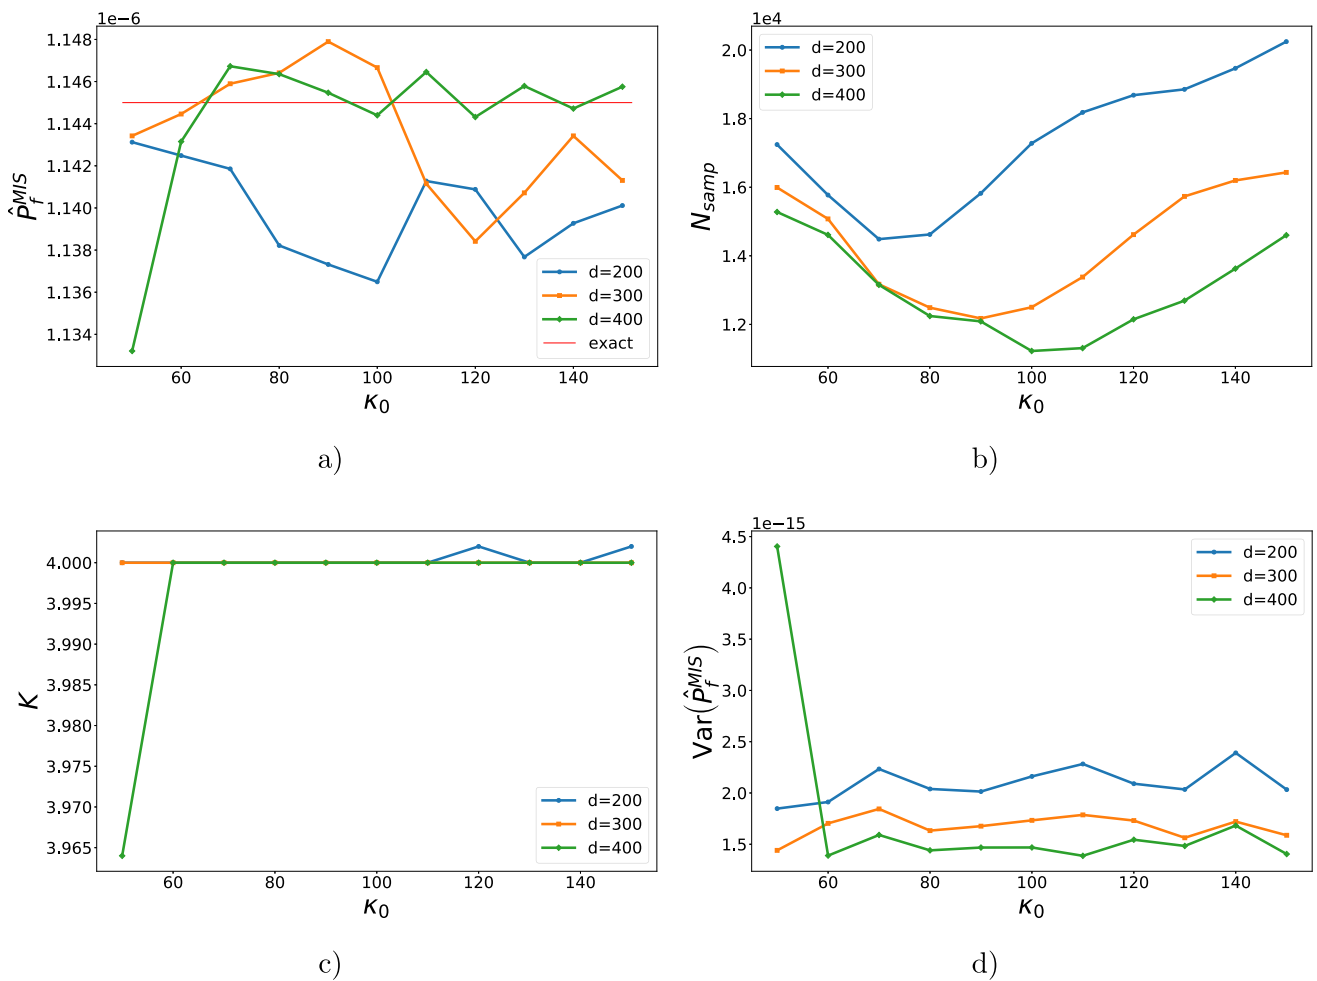 1e−6
1.148
1.146
1.144
1.142
1.140
1.138
1.136
1.134
P̂_f^{MIS}
d=200
d=300
d=400
exact
60 80 100 120 140
κ₀
a)
1e4
2.0
1.8
1.6
1.4
1.2
N_{samp}
d=200
d=300
d=400
60 80 100 120 140
κ₀
b)
4.000
3.995
3.990
3.985
3.980
3.975
3.970
3.965
K
d=200
d=300
d=400
60 80 100 120 140
κ₀
c)
1e−15
4.5
4.0
3.5
3.0
2.5
2.0
1.5
Var(P̂_f^{MIS})
d=200
d=300
d=400
60 80 100 120 140
κ₀
d)